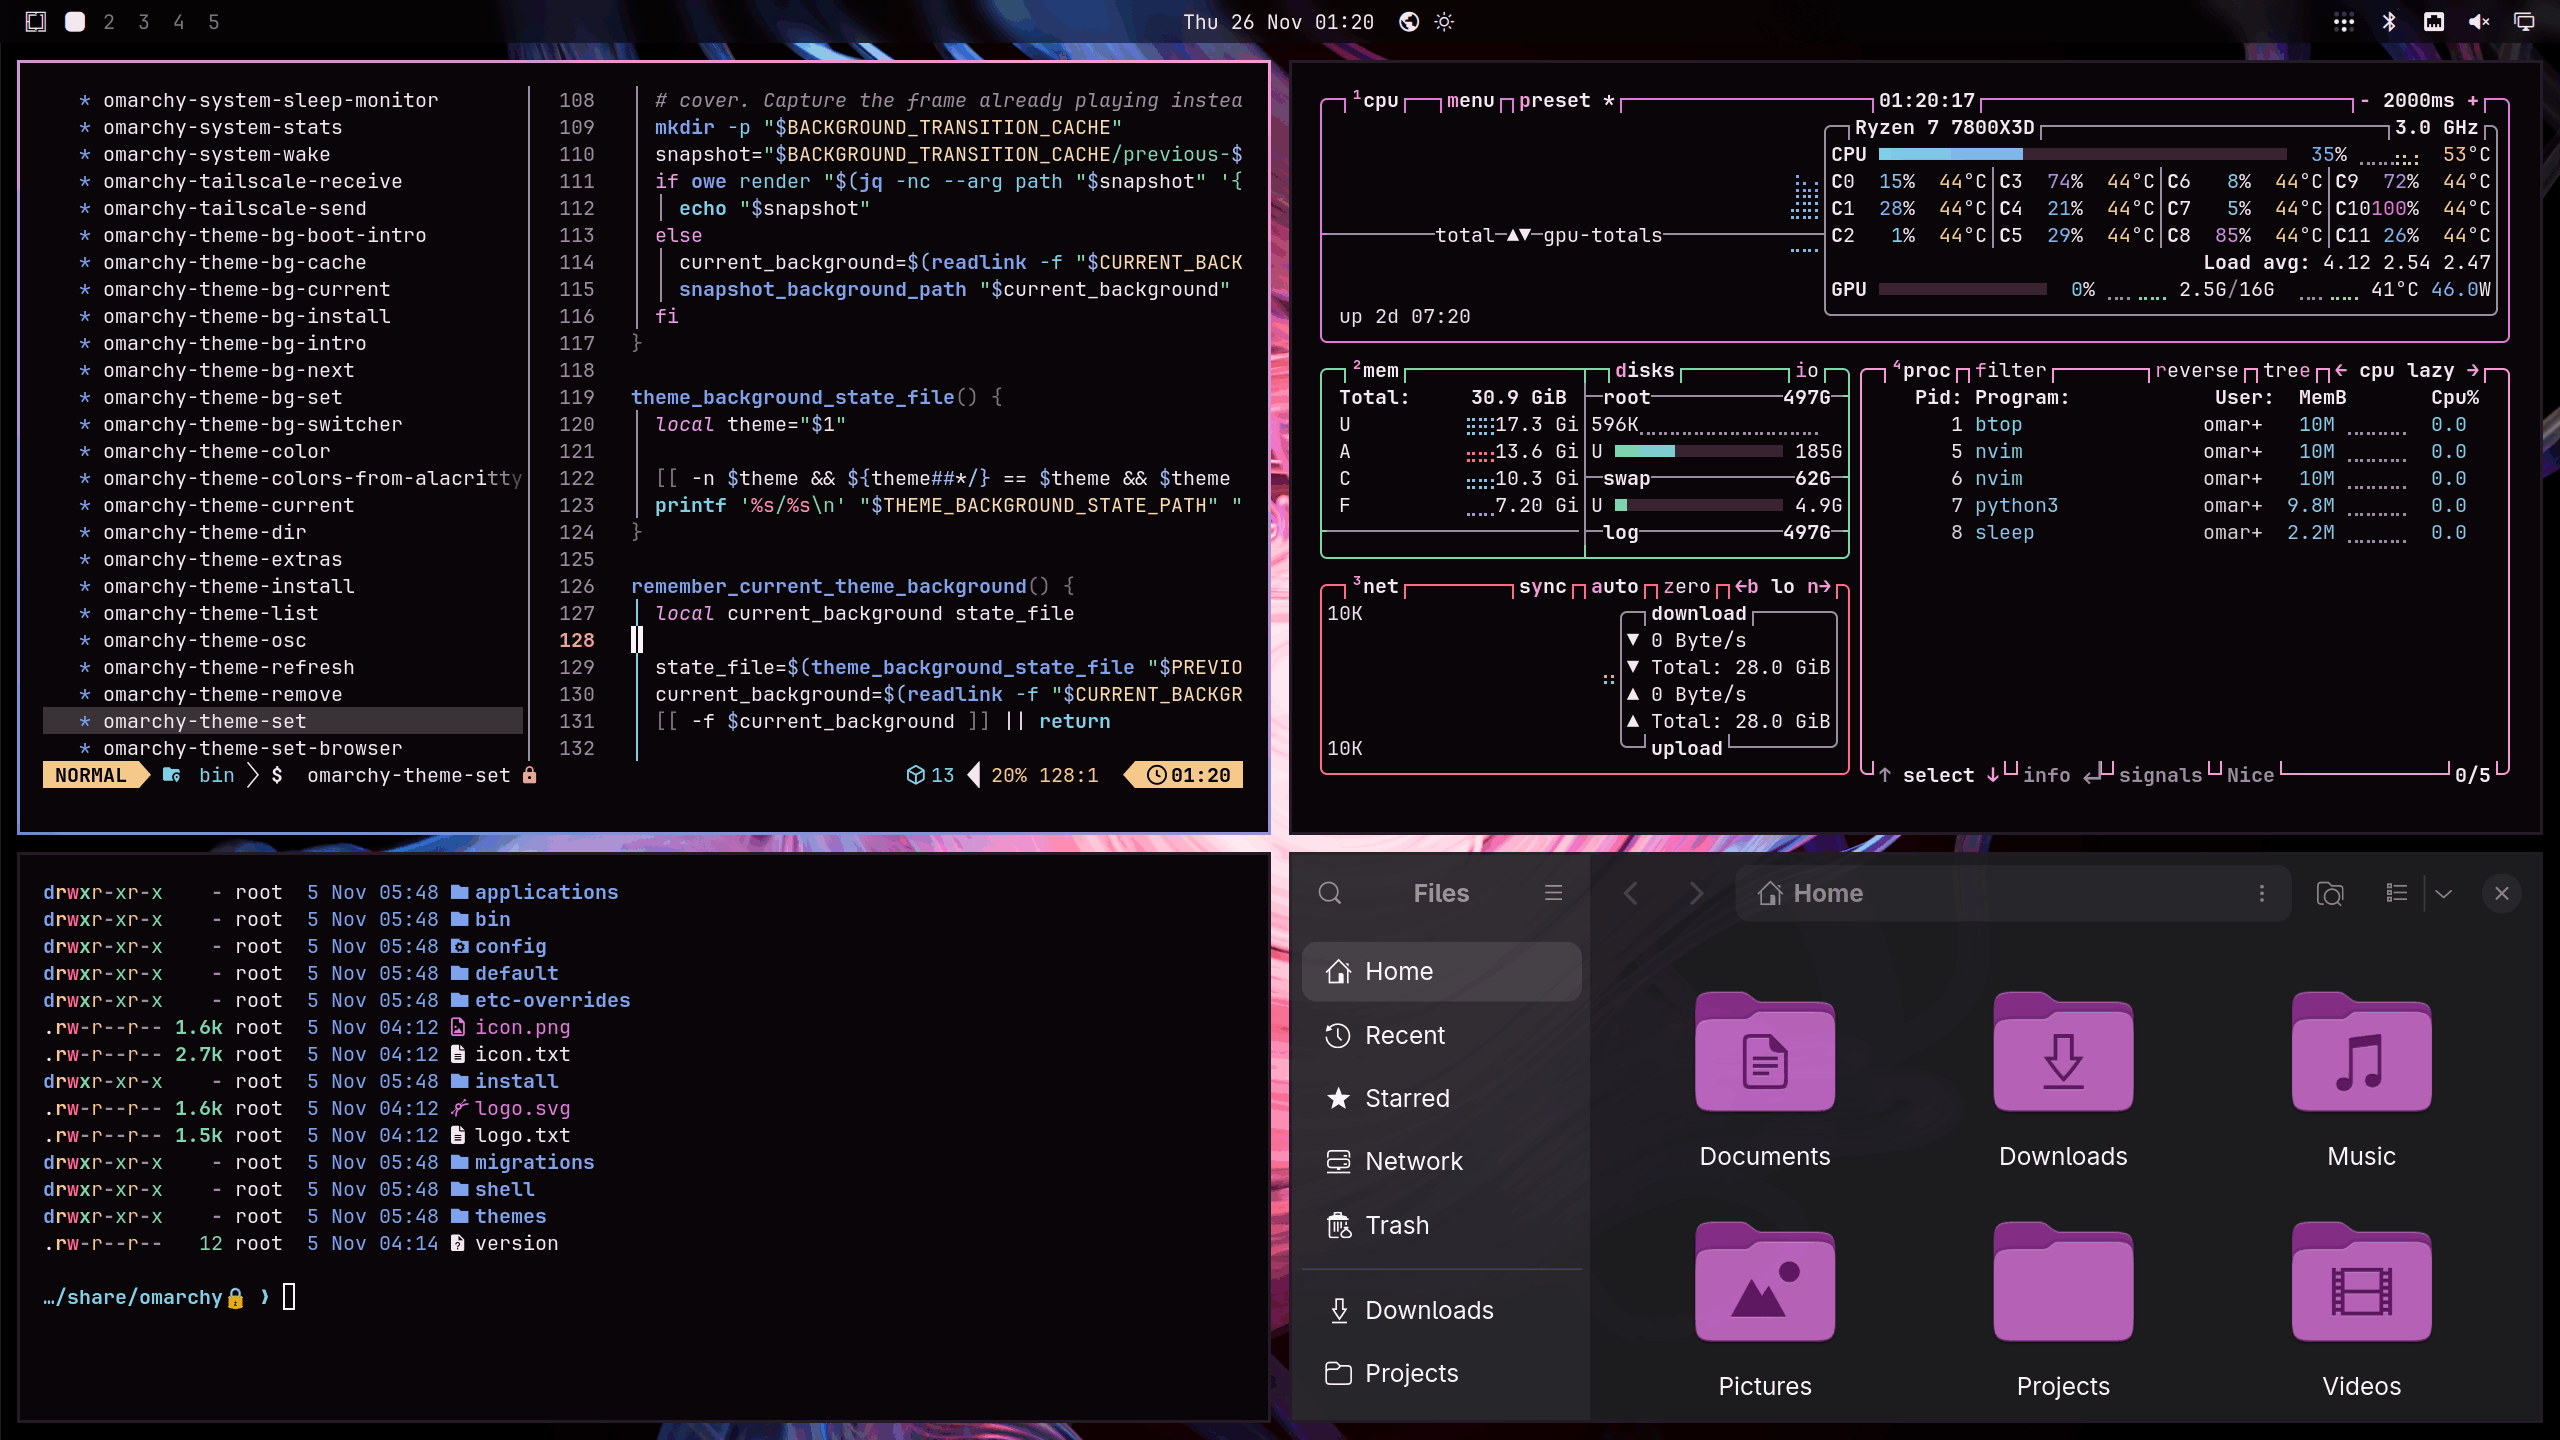 2 3 4 5
Thu 26 Nov 01:20
* omarchy-system-sleep-monitor
* omarchy-system-stats
* omarchy-system-wake
* omarchy-tailscale-receive
* omarchy-tailscale-send
* omarchy-theme-bg-boot-intro
* omarchy-theme-bg-cache
* omarchy-theme-bg-current
* omarchy-theme-bg-install
* omarchy-theme-bg-intro
* omarchy-theme-bg-next
* omarchy-theme-bg-set
* omarchy-theme-bg-switcher
* omarchy-theme-color
* omarchy-theme-colors-from-alacritty
* omarchy-theme-current
* omarchy-theme-dir
* omarchy-theme-extras
* omarchy-theme-install
* omarchy-theme-list
* omarchy-theme-osc
* omarchy-theme-refresh
* omarchy-theme-remove
* omarchy-theme-set
* omarchy-theme-set-browser
108 # cover. Capture the frame already playing instea
109 mkdir -p "$BACKGROUND_TRANSITION_CACHE"
110 snapshot="$BACKGROUND_TRANSITION_CACHE/previous-$
111 if owe render "$(jq -nc --arg path "$snapshot" '{
112 echo "$snapshot"
113 else
114 current_background=$(readlink -f "$CURRENT_BACK
115 snapshot_background_path "$current_background"
116 fi
117 }
118
119 theme_background_state_file() {
120 local theme="$1"
121
122 [[ -n $theme && ${theme##*/} == $theme && $theme
123 printf '%s/%s\n' "$THEME_BACKGROUND_STATE_PATH" "
124 }
125
126 remember_current_theme_background() {
127 local current_background state_file
128
129 state_file=$(theme_background_state_file "$PREVIO
130 current_background=$(readlink -f "$CURRENT_BACKGR
131 [[ -f $current_background ]] || return
132
NORMAL bin $ omarchy-theme-set 13 20% 128:1 01:20
1cpu menu preset * 01:20:17 - 2000ms +
Ryzen 7 7800X3D 3.0 GHz
CPU 35% 53°C
C0 15% 44°C C3 74% 44°C C6 8% 44°C C9 72% 44°C
C1 28% 44°C C4 21% 44°C C7 5% 44°C C10100% 44°C
total ▲▼ gpu-totals C2 1% 44°C C5 29% 44°C C8 85% 44°C C11 26% 44°C
Load avg: 4.12 2.54 2.47
GPU 0% 2.5G/16G 41°C 46.0W
up 2d 07:20
2mem disks io
Total: 30.9 GiB root 497G
U 17.3 Gi 596K
A 13.6 Gi U 185G
C 10.3 Gi swap 62G
F 7.20 Gi U 4.9G
log 497G
3net sync auto zero ←b lo n→
10K download
▼ 0 Byte/s
▼ Total: 28.0 GiB
▲ 0 Byte/s
▲ Total: 28.0 GiB
10K upload
4proc filter reverse tree ← cpu lazy →
Pid: Program: User: MemB Cpu%
1 btop omar+ 10M 0.0
5 nvim omar+ 10M 0.0
6 nvim omar+ 10M 0.0
7 python3 omar+ 9.8M 0.0
8 sleep omar+ 2.2M 0.0
↑ select ↓ info ↵ signals Nice 0/5
drwxr-xr-x - root 5 Nov 05:48 applications
drwxr-xr-x - root 5 Nov 05:48 bin
drwxr-xr-x - root 5 Nov 05:48 config
drwxr-xr-x - root 5 Nov 05:48 default
drwxr-xr-x - root 5 Nov 05:48 etc-overrides
.rw-r--r-- 1.6k root 5 Nov 04:12 icon.png
.rw-r--r-- 2.7k root 5 Nov 04:12 icon.txt
drwxr-xr-x - root 5 Nov 05:48 install
.rw-r--r-- 1.6k root 5 Nov 04:12 logo.svg
.rw-r--r-- 1.5k root 5 Nov 04:12 logo.txt
drwxr-xr-x - root 5 Nov 05:48 migrations
drwxr-xr-x - root 5 Nov 05:48 shell
drwxr-xr-x - root 5 Nov 05:48 themes
.rw-r--r-- 12 root 5 Nov 04:14 version
…/share/omarchy🔒 ❯
Files
Home
Recent
Starred
Network
Trash
Downloads
Projects
Home
Documents Downloads Music
Pictures Projects Videos